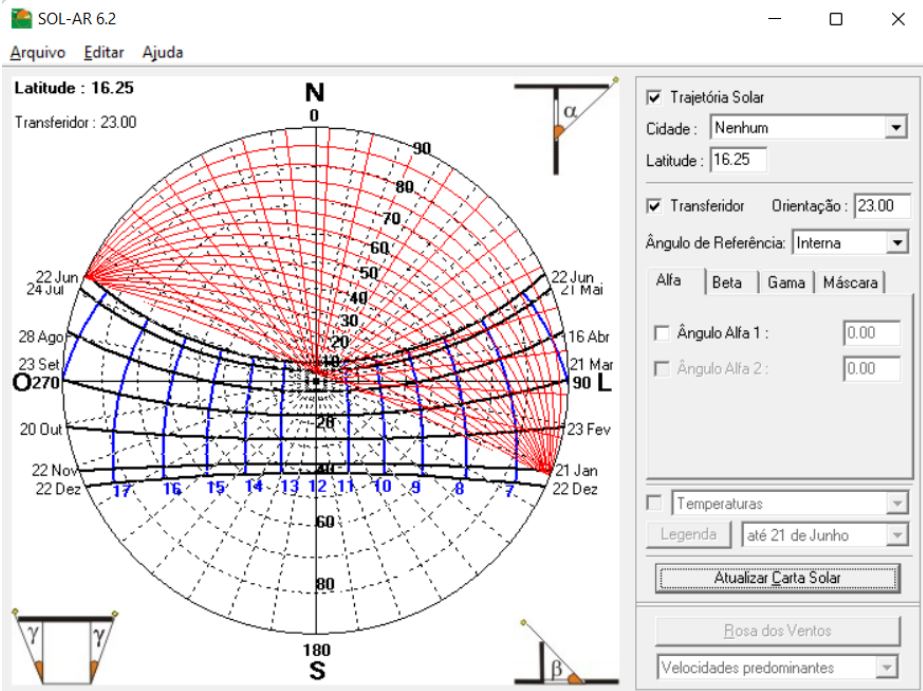 SOL-AR 6.2
Arquivo Editar Ajuda
Latitude : 16.25
Transferidor : 23.00
N
0
90
80
70
60
50
40
30
20
10
22 Jun
24 Jul
28 Ago
23 Set
O 270
20 Out
22 Nov
22 Dez
22 Jun
21 Mai
16 Abr
21 Mar
90 L
23 Fev
21 Jan
22 Dez
20
40
17 16 15 14 13 12 11 10 9 8 7
60
80
180
S
α
γ γ
β
Trajetória Solar
Cidade : Nenhum
Latitude : 16.25
Transferidor Orientação : 23.00
Ângulo de Referência: Interna
Alfa Beta Gama Máscara
Ângulo Alfa 1 : 0.00
Ângulo Alfa 2 : 0.00
Temperaturas
Legenda até 21 de Junho
Atualizar Carta Solar
Rosa dos Ventos
Velocidades predominantes